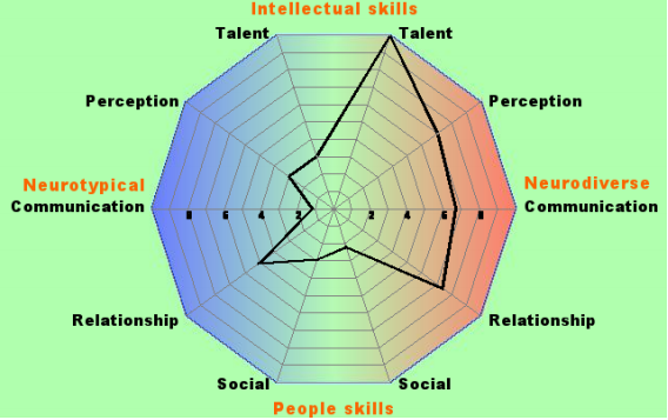 Intellectual skills
Talent Talent
Perception Perception
Neurotypical Neurodiverse
Communication 8 6 4 2 2 4 6 8 Communication
Relationship Relationship
Social Social
People skills